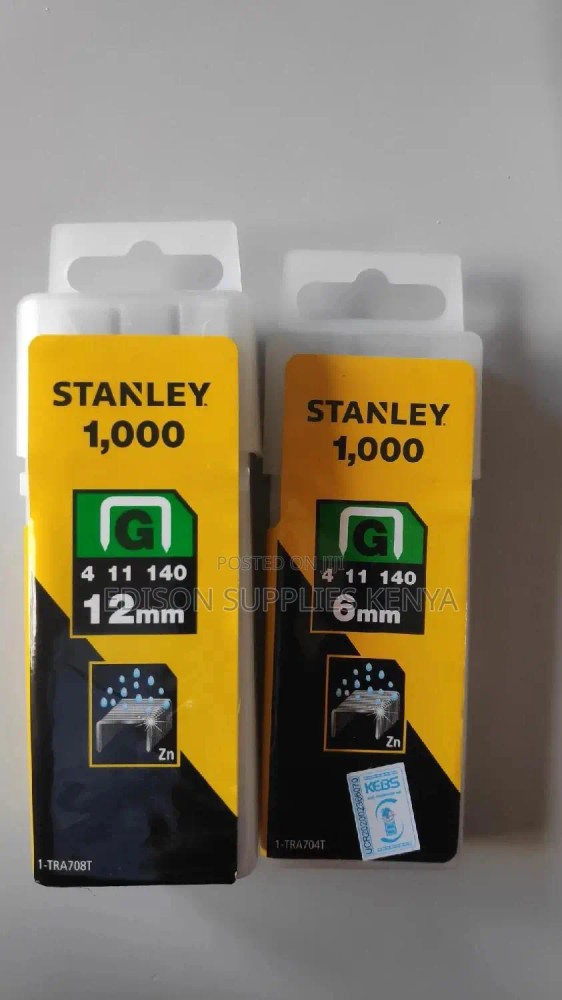 STANLEY
1,000
G
4 11 140
12mm
Zn
1-TRA708T
STANLEY
1,000
G
4 11 140
6mm
Zn
KEBS
1-TRA704T
POSTED ON JIJI
EDISON SUPPLIES KENYA